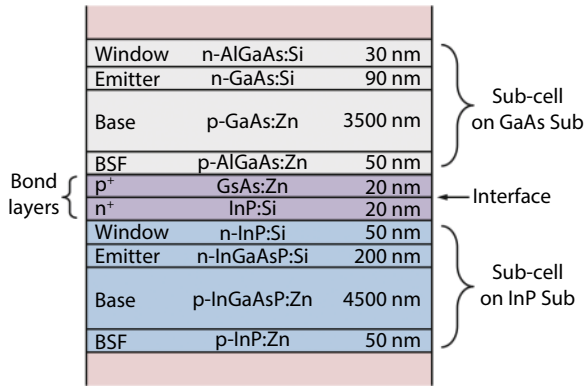 Window n-AlGaAs:Si 30 nm
Emitter n-GaAs:Si 90 nm
Base p-GaAs:Zn 3500 nm
BSF p-AlGaAs:Zn 50 nm
Sub-cell
on GaAs Sub
Bond
layers
p⁺ GsAs:Zn 20 nm
n⁺ InP:Si 20 nm
Interface
Window n-InP:Si 50 nm
Emitter n-InGaAsP:Si 200 nm
Base p-InGaAsP:Zn 4500 nm
BSF p-InP:Zn 50 nm
Sub-cell
on InP Sub